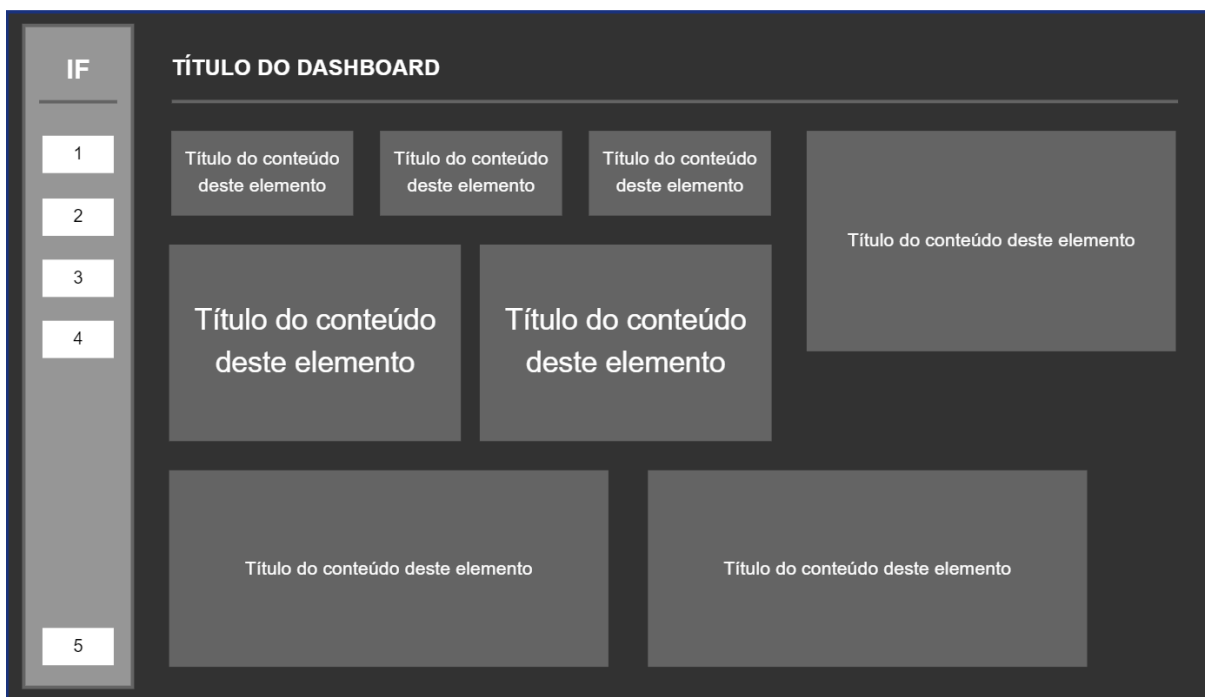 IF
1
2
3
4
5
TÍTULO DO DASHBOARD
Título do conteúdo
deste elemento
Título do conteúdo
deste elemento
Título do conteúdo
deste elemento
Título do conteúdo deste elemento
Título do conteúdo
deste elemento
Título do conteúdo
deste elemento
Título do conteúdo deste elemento
Título do conteúdo deste elemento